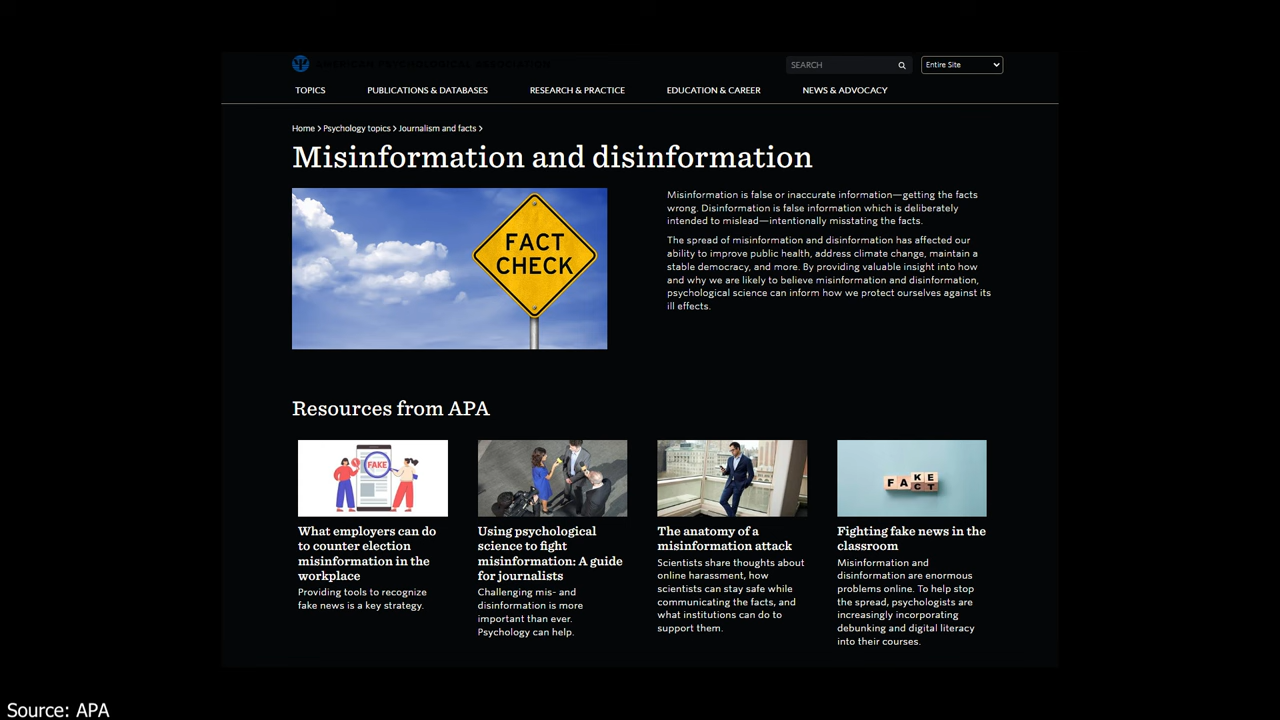 AMERICAN PSYCHOLOGICAL ASSOCIATION
SEARCH
Entire Site
TOPICS
PUBLICATIONS & DATABASES
RESEARCH & PRACTICE
EDUCATION & CAREER
NEWS & ADVOCACY
Home > Psychology topics > Journalism and facts >
Misinformation and disinformation
FACT
CHECK
Misinformation is false or inaccurate information—getting the facts
wrong. Disinformation is false information which is deliberately
intended to mislead—intentionally misstating the facts.
The spread of misinformation and disinformation has affected our
ability to improve public health, address climate change, maintain a
stable democracy, and more. By providing valuable insight into how
and why we are likely to believe misinformation and disinformation,
psychological science can inform how we protect ourselves against its
ill effects.
Resources from APA
FAKE
What employers can do
to counter election
misinformation in the
workplace
Providing tools to recognize
fake news is a key strategy.
Using psychological
science to fight
misinformation: A guide
for journalists
Challenging mis- and
disinformation is more
important than ever.
Psychology can help.
The anatomy of a
misinformation attack
Scientists share thoughts about
online harassment, how
scientists can stay safe while
communicating the facts, and
what institutions can do to
support them.
FAKE
CT
Fighting fake news in the
classroom
Misinformation and
disinformation are enormous
problems online. To help stop
the spread, psychologists are
increasingly incorporating
debunking and digital literacy
into their courses.
Source: APA